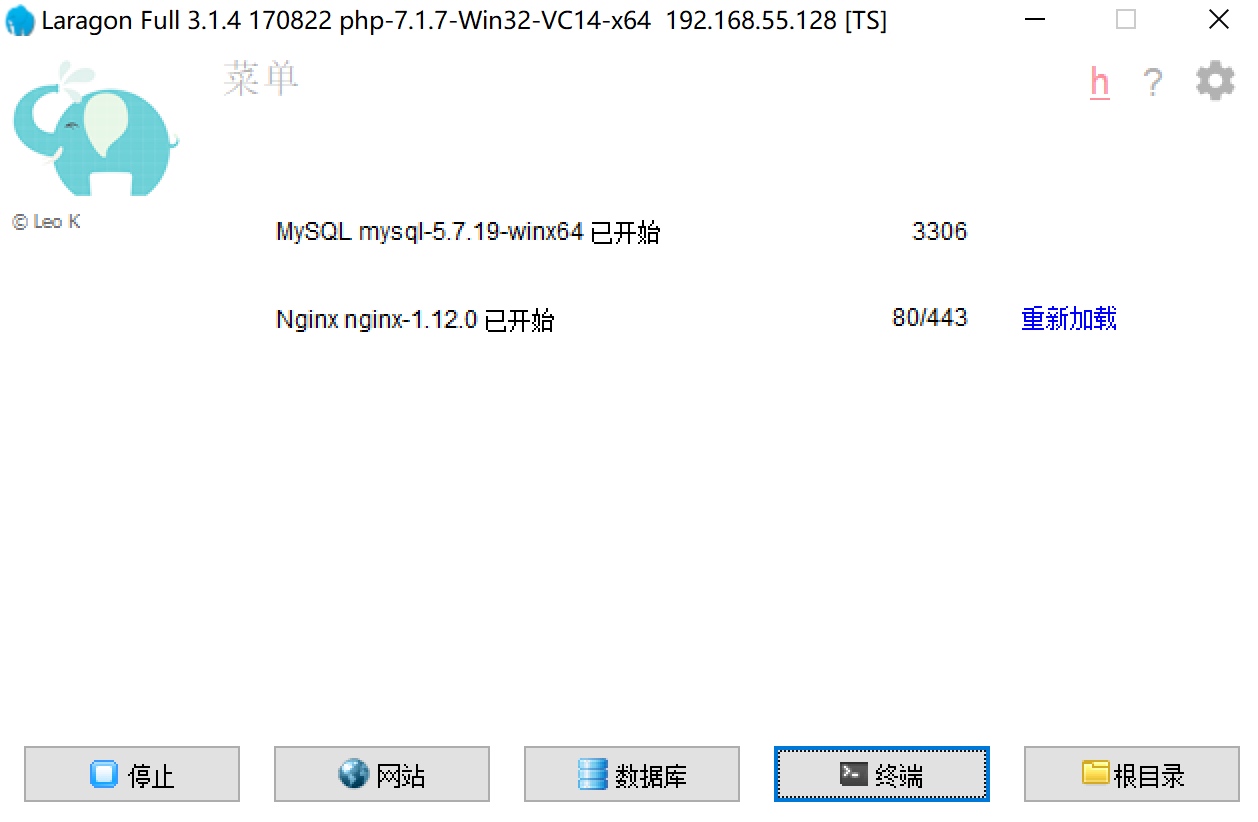 Laragon Full 3.1.4 170822 php-7.1.7-Win32-VC14-x64 192.168.55.128 [TS]
菜单
h ?
© Leo K
MySQL mysql-5.7.19-winx64 已开始 3306
Nginx nginx-1.12.0 已开始 80/443 重新加载
停止 网站 数据库 终端 根目录